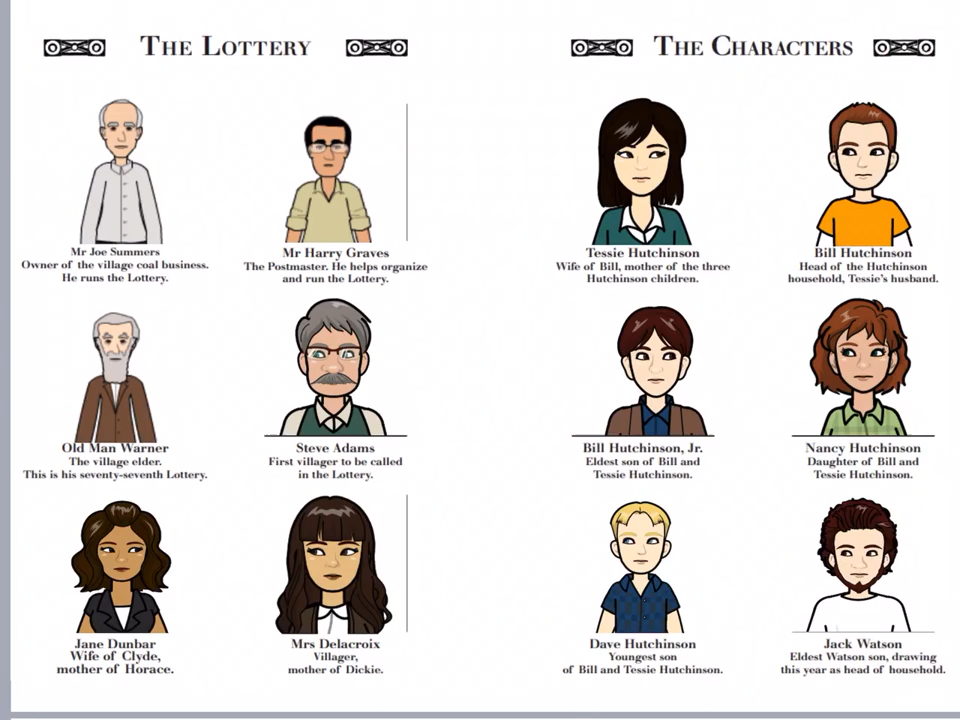 THE LOTTERY
THE CHARACTERS
Mr Joe Summers
Owner of the village coal business.
He runs the Lottery.
Mr Harry Graves
The Postmaster. He helps organize
and run the Lottery.
Tessie Hutchinson
Wife of Bill, mother of the three
Hutchinson children.
Bill Hutchinson
Head of the Hutchinson
household, Tessie's husband.
Old Man Warner
The village elder.
This is his seventy-seventh Lottery.
Steve Adams
First villager to be called
in the Lottery.
Bill Hutchinson, Jr.
Eldest son of Bill and
Tessie Hutchinson.
Nancy Hutchinson
Daughter of Bill and
Tessie Hutchinson.
Jane Dunbar
Wife of Clyde,
mother of Horace.
Mrs Delacroix
Villager,
mother of Dickie.
Dave Hutchinson
Youngest son
of Bill and Tessie Hutchinson.
Jack Watson
Eldest Watson son, drawing
this year as head of household.